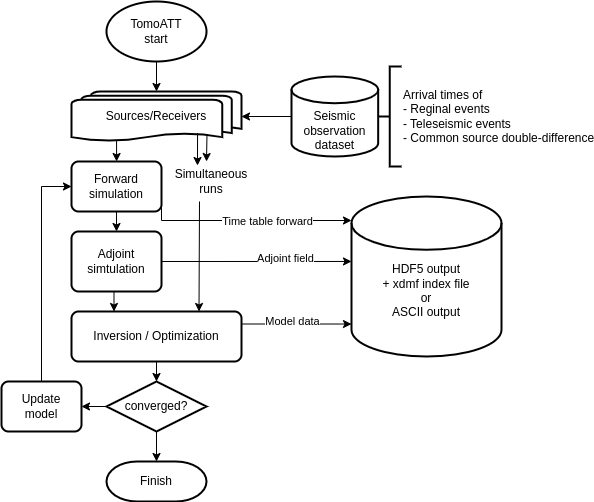 TomoATT
start
Sources/Receivers
Seismic
observation
dataset
Arrival times of
- Reginal events
- Teleseismic events
- Common source double-difference
Simultaneous
runs
Forward
simulation
Time table forward
Adjoint
simtulation
Adjoint field
HDF5 output
+ xdmf index file
or
ASCII output
Inversion / Optimization
Model data
Update
model
converged?
Finish